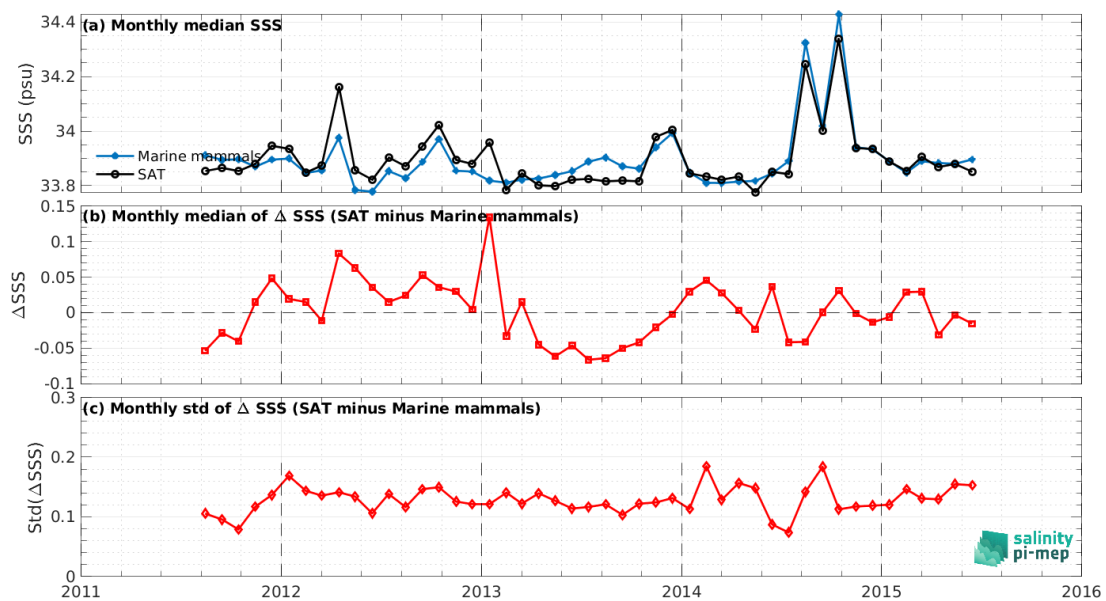 (a) Monthly median SSS
34.4
34.2
34
33.8
SSS (psu)
Marine mammals
SAT
(b) Monthly median of Δ SSS (SAT minus Marine mammals)
0.15
0.1
0.05
0
-0.05
-0.1
ΔSSS
(c) Monthly std of Δ SSS (SAT minus Marine mammals)
0.3
0.2
0.1
0
Std(ΔSSS)
salinity
pi-mep
2011 2012 2013 2014 2015 2016